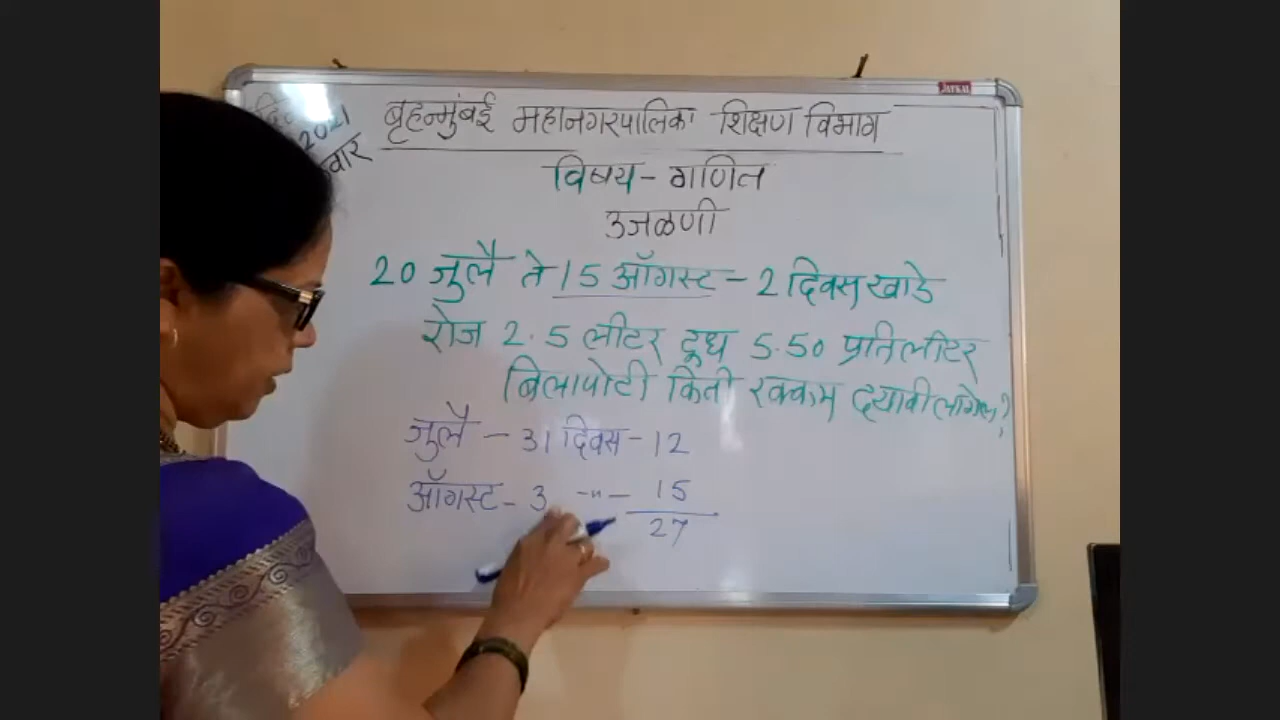 2021
वार
बृहन्मुंबई महानगरपालिका शिक्षण विभाग
विषय - गणित
उजळणी
20 जुलै ते 15 ऑगस्ट - 2 दिवस खाडे
रोज 2.5 लीटर दूध 5.50 प्रतिलीटर
बिलापोटी किती रक्कम द्यावी लागेल?
जुलै - 31 दिवस - 12
ऑगस्ट - 3 -"- - 15
27